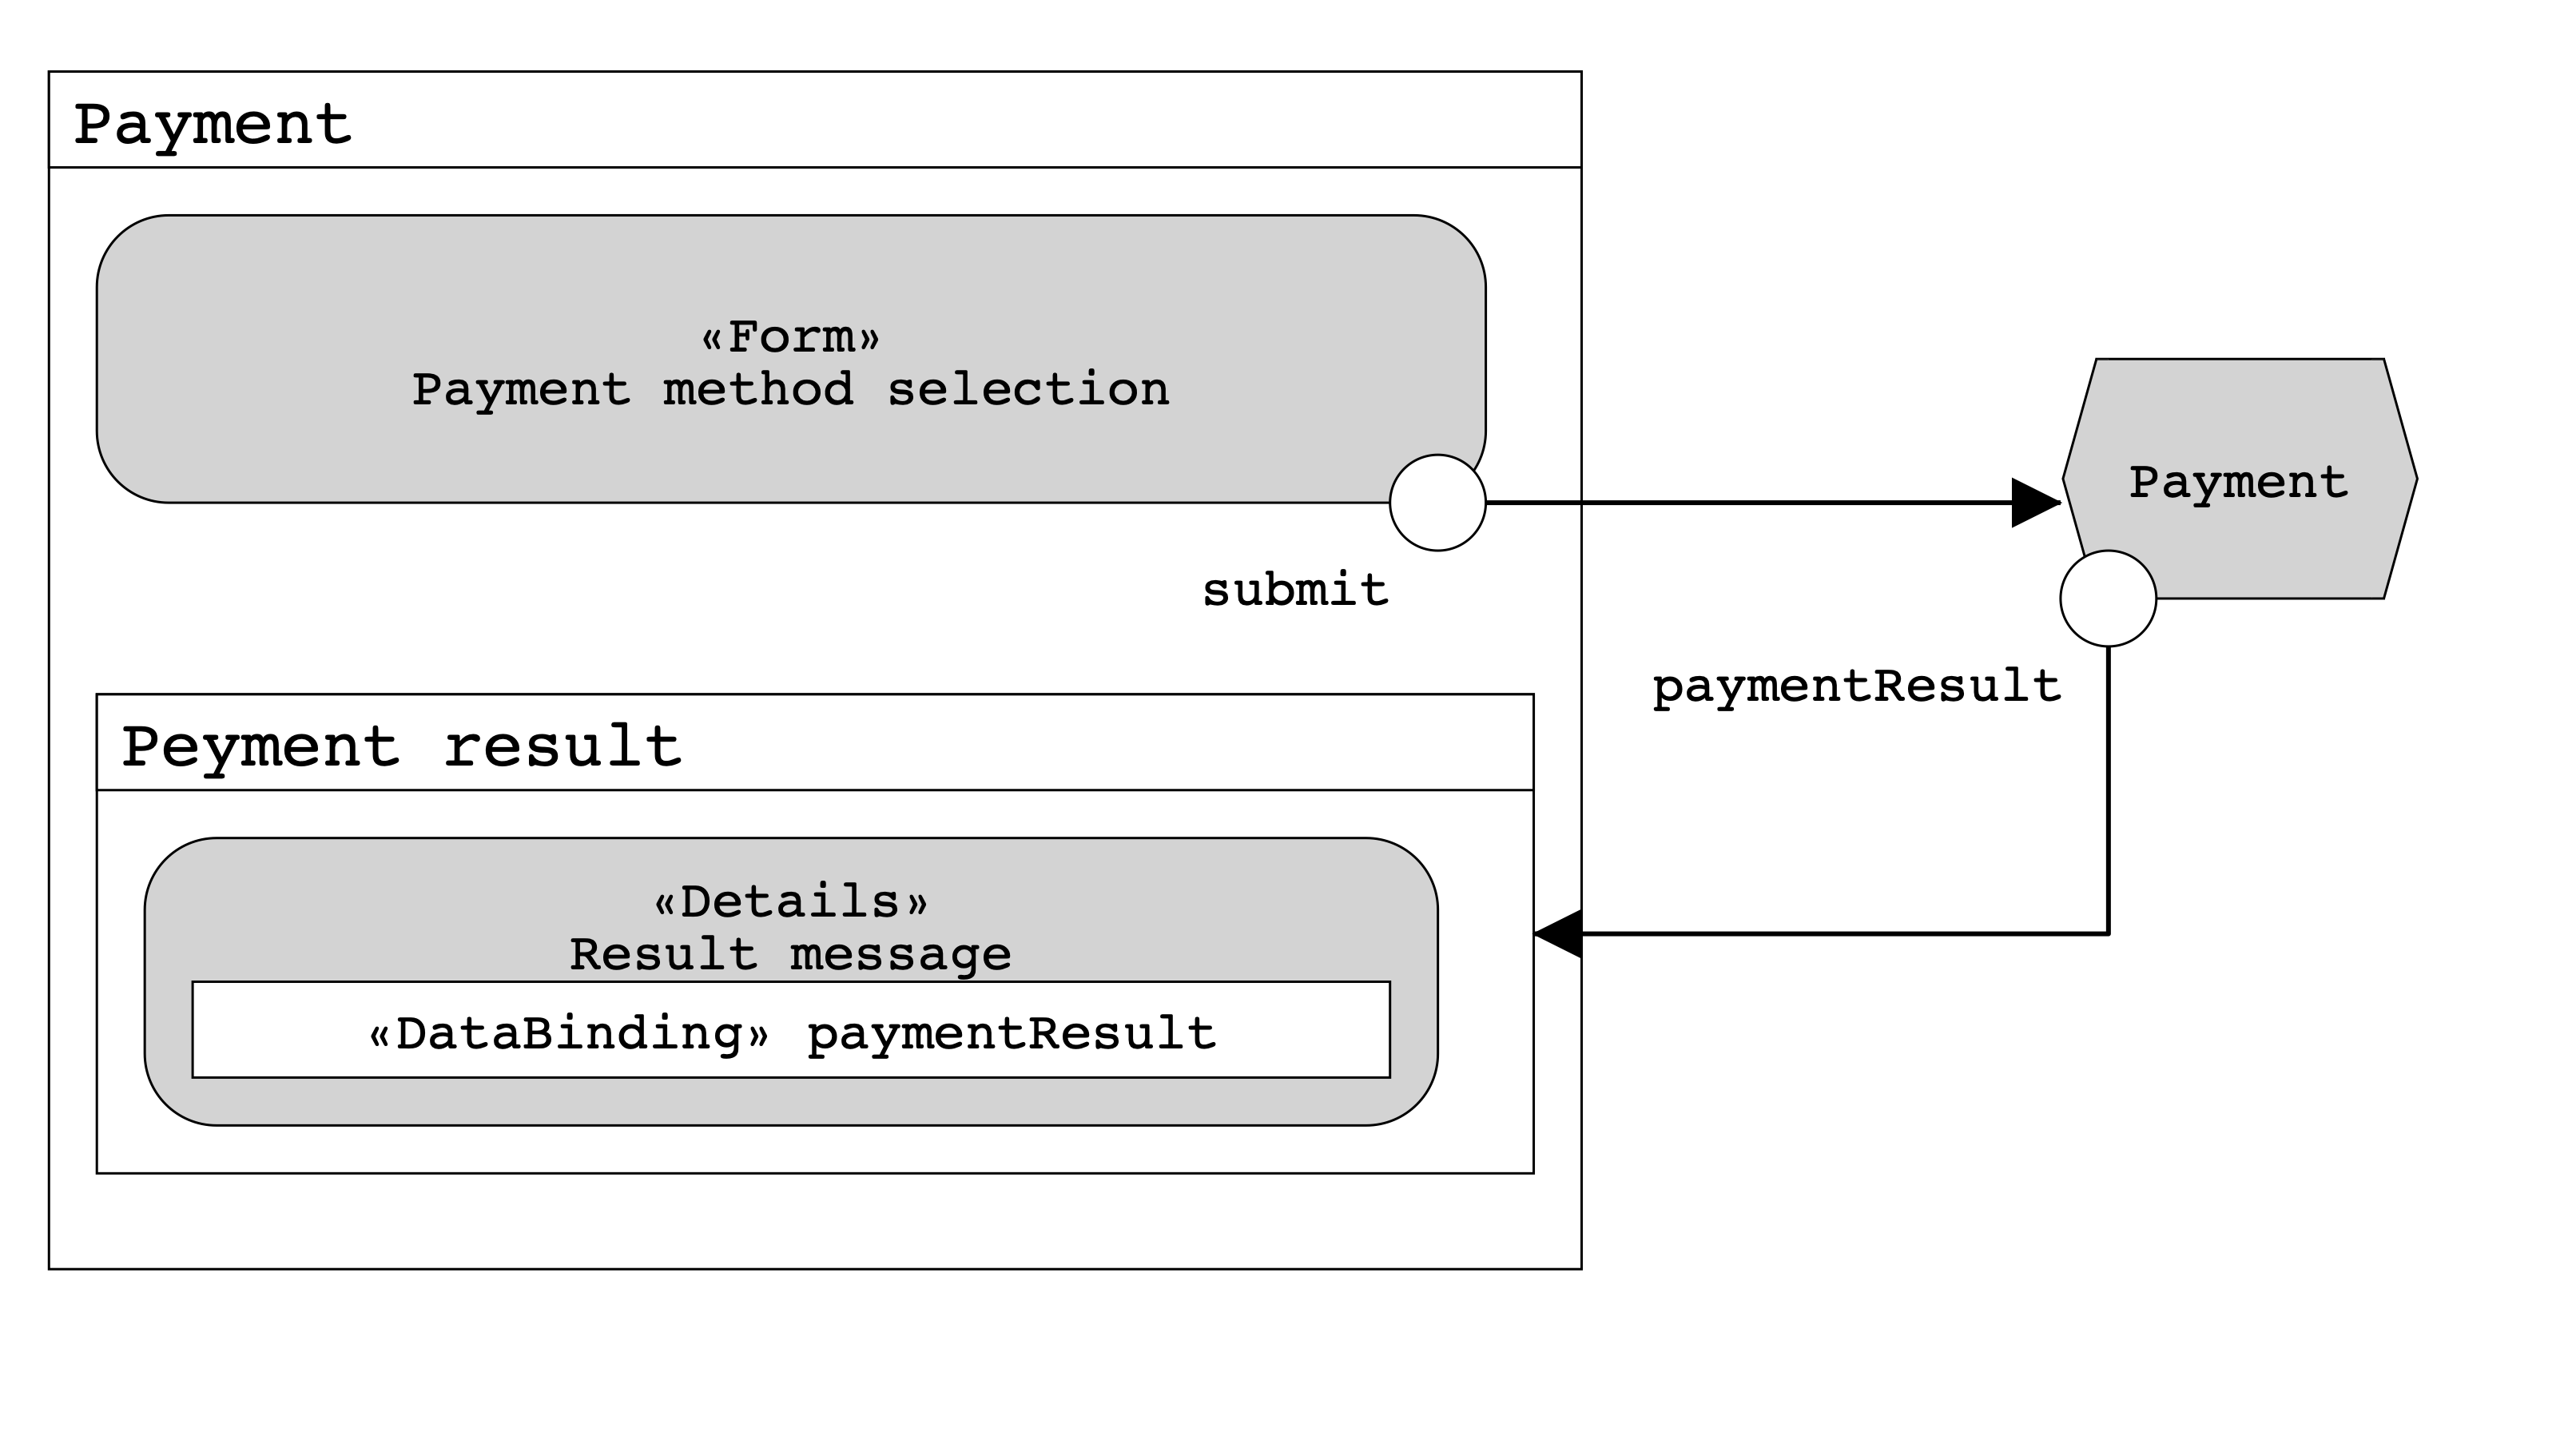 Payment
«Form»
Payment method selection
Payment
submit
paymentResult
Peyment result
«Details»
Result message
«DataBinding» paymentResult